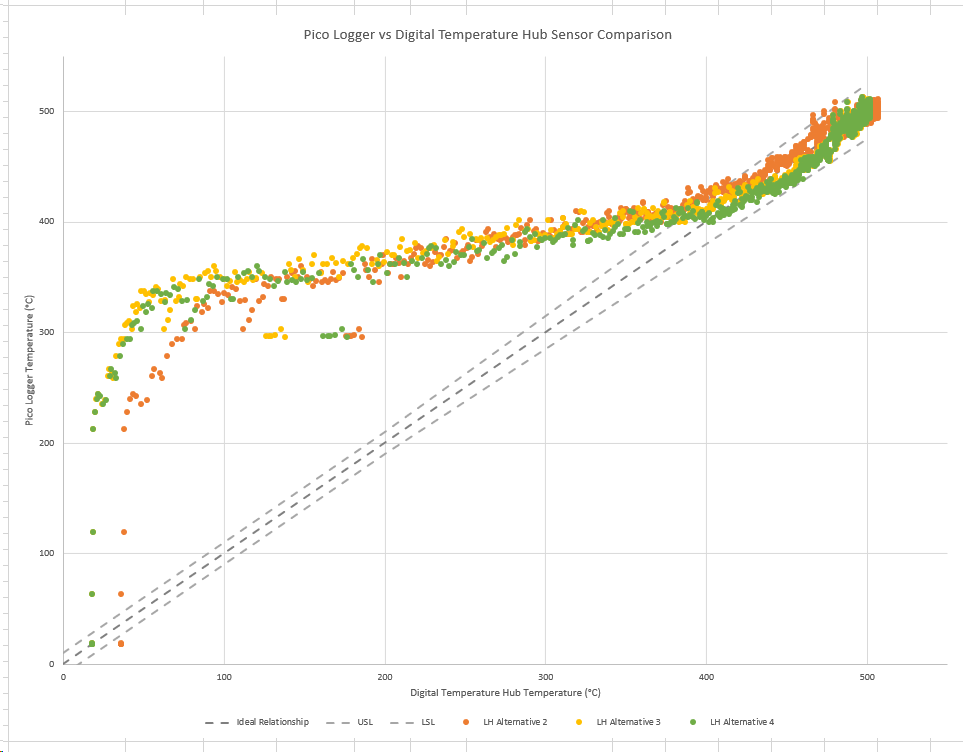 Pico Logger vs Digital Temperature Hub Sensor Comparison
Pico Logger Temperature (°C)
500
400
300
200
100
0
0 100 200 300 400 500
Digital Temperature Hub Temperature (°C)
Ideal Relationship USL LSL LH Alternative 2 LH Alternative 3 LH Alternative 4